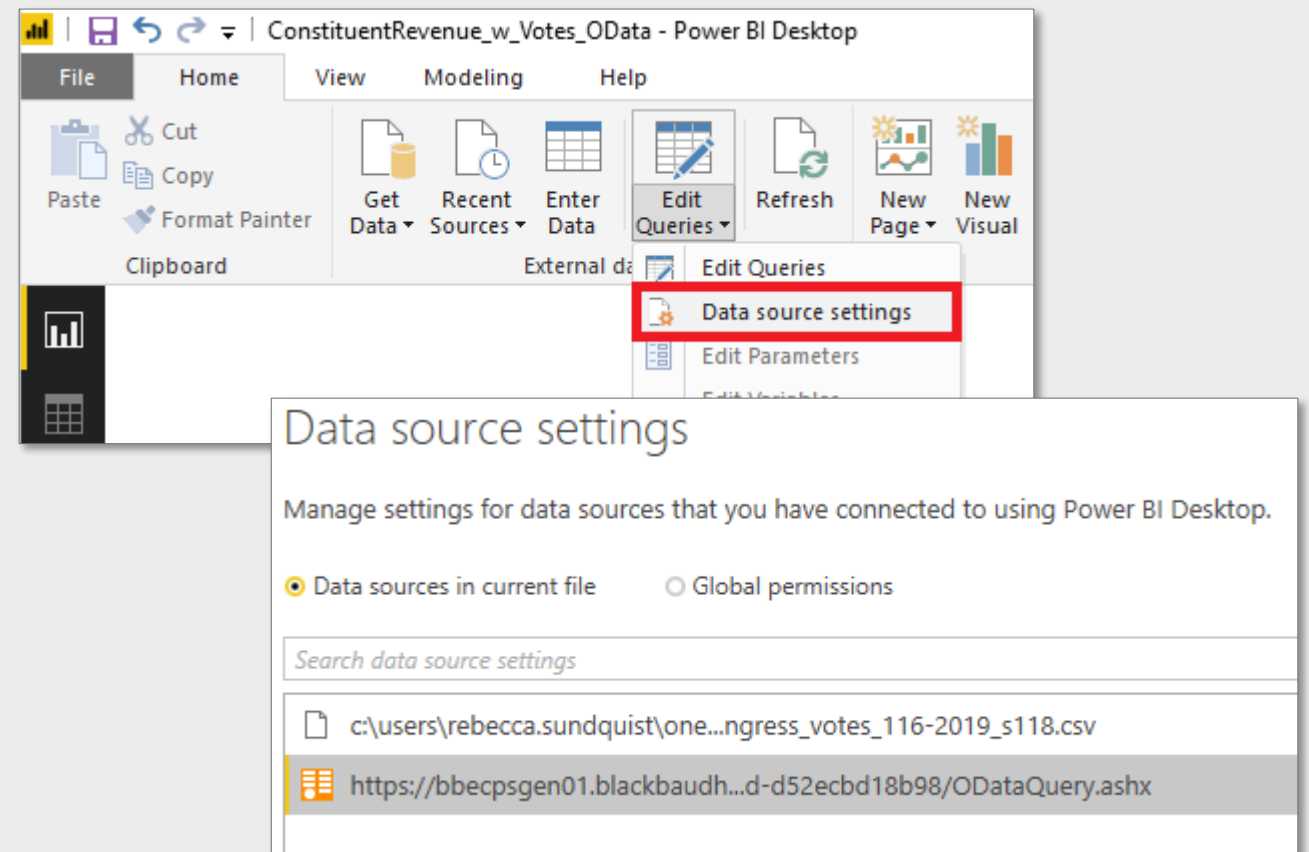 ConstituentRevenue_w_Votes_OData - Power BI Desktop
File Home View Modeling Help
Cut
Copy
Format Painter
Paste
Get Data
Recent Sources
Enter Data
Edit Queries
Refresh
New Page
New Visual
Clipboard
External da
Edit Queries
Data source settings
Edit Parameters
Edit Variables
Data source settings
Manage settings for data sources that you have connected to using Power BI Desktop.
Data sources in current file Global permissions
Search data source settings
c:\users\rebecca.sundquist\one...ngress_votes_116-2019_s118.csv
https://bbecpsgen01.blackbaudh...d-d52ecbd18b98/ODataQuery.ashx